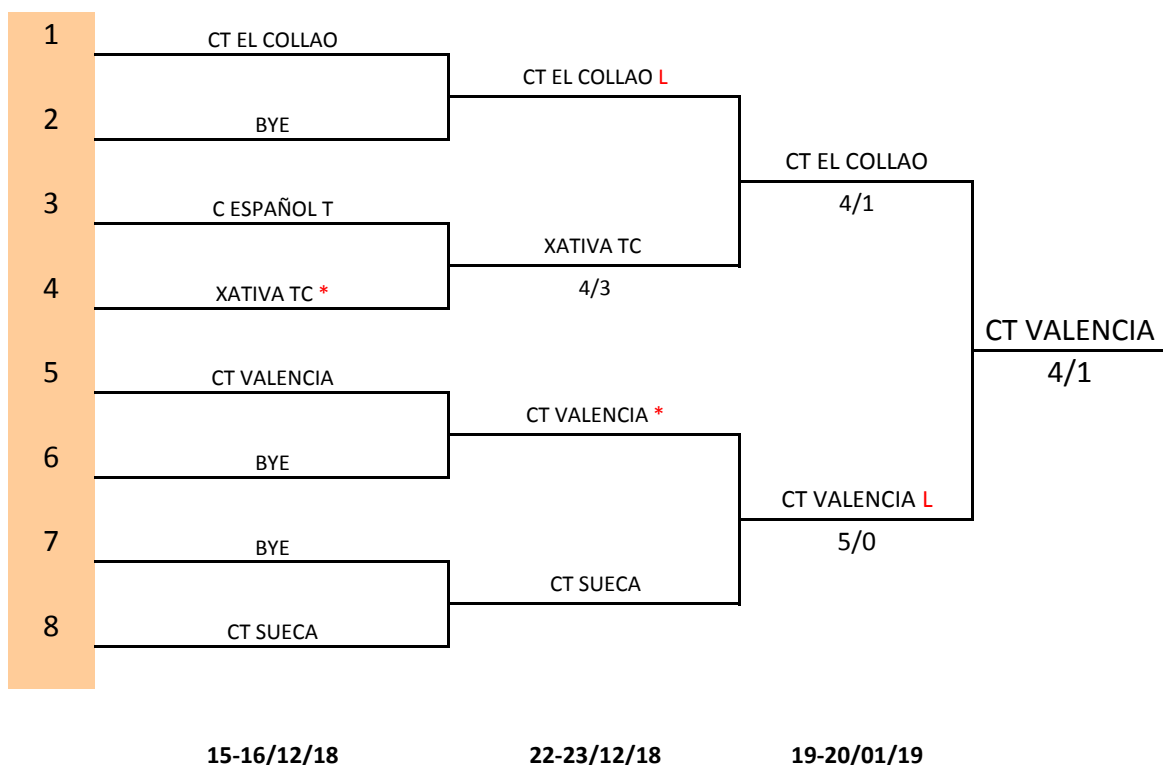 1
CT EL COLLAO
CT EL COLLAO L
2
BYE
CT EL COLLAO
4/1
3
C ESPAÑOL T
XATIVA TC
4/3
4
XATIVA TC *
CT VALENCIA
4/1
5
CT VALENCIA
CT VALENCIA *
6
BYE
CT VALENCIA L
5/0
7
BYE
CT SUECA
8
CT SUECA
15-16/12/18 22-23/12/18 19-20/01/19